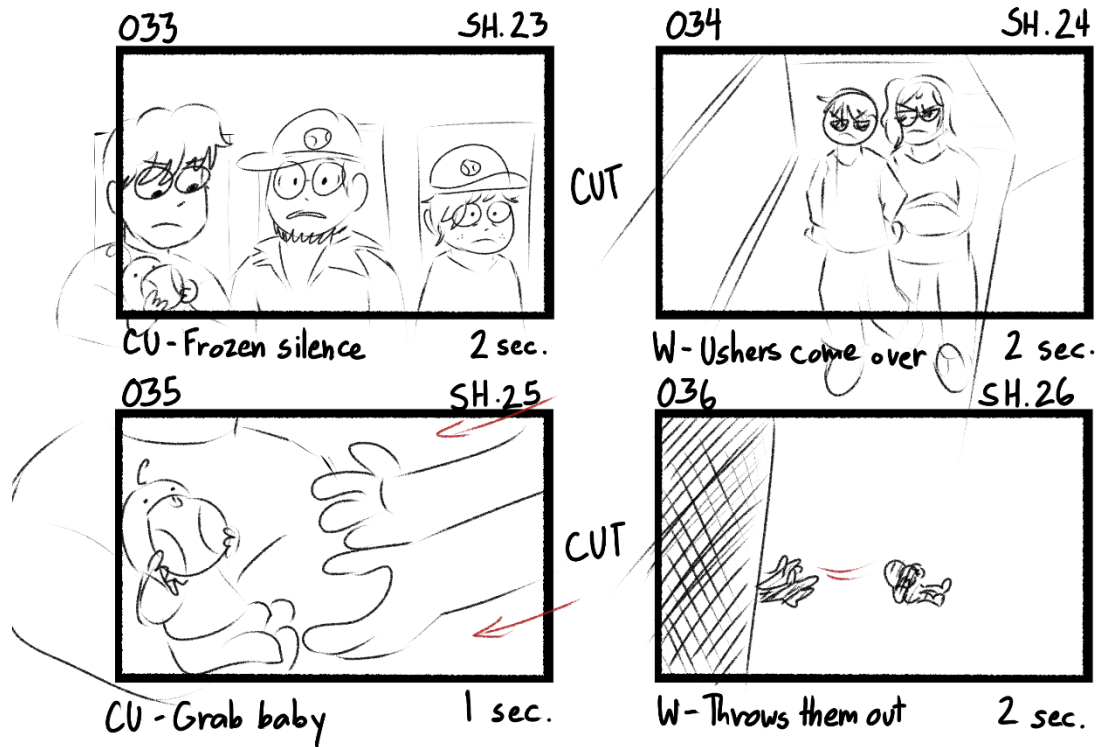 033 SH.23
034 SH.24
CUT
CU - Frozen silence 2 sec.
W - Ushers come over 2 sec.
035 SH.25
036 SH.26
CUT
CU - Grab baby 1 sec.
W - Throws them out 2 sec.